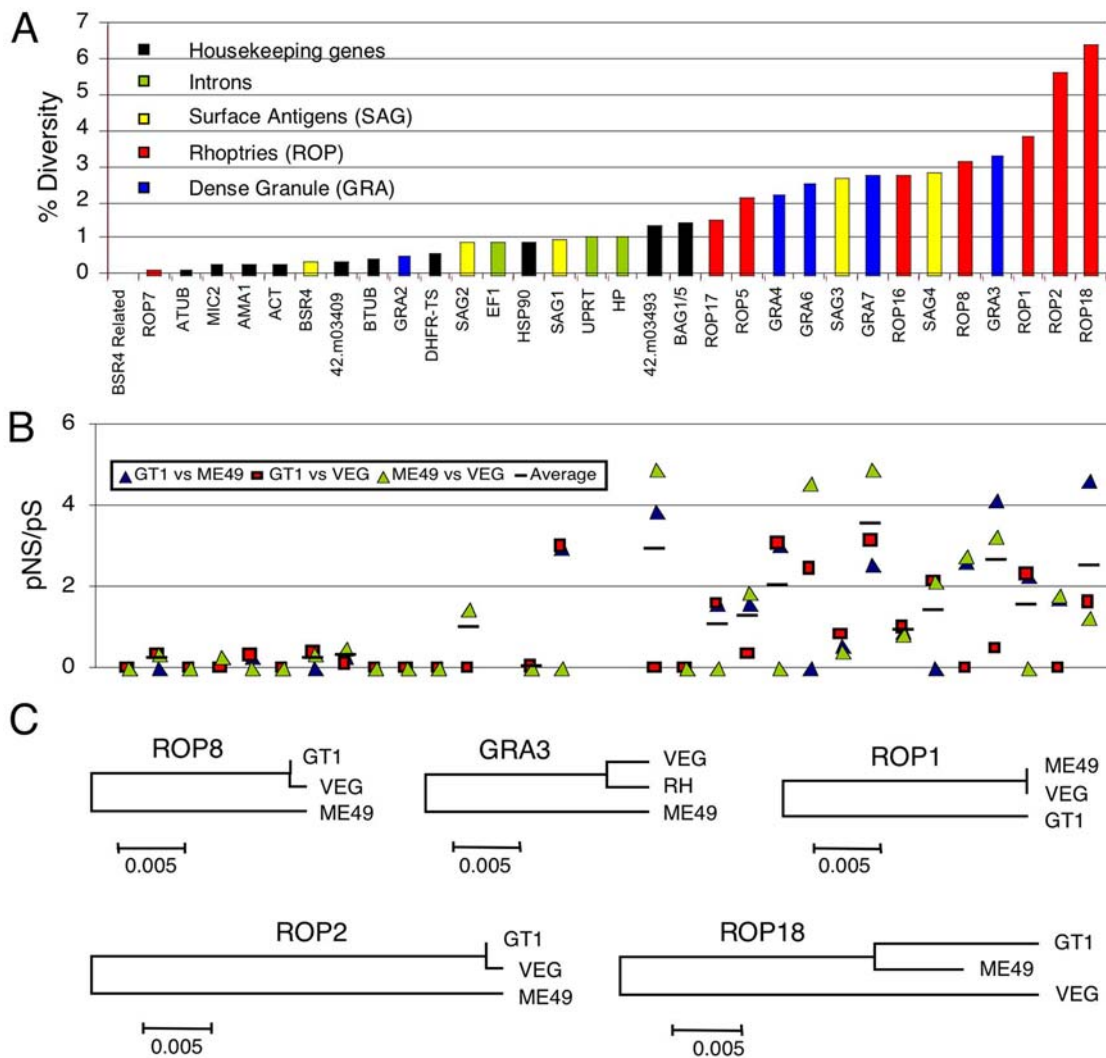 A
% Diversity
7
6
5
4
3
2
1
0
Housekeeping genes
Introns
Surface Antigens (SAG)
Rhoptries (ROP)
Dense Granule (GRA)
BSR4 Related
ROP7
ATUB
MIC2
AMA1
ACT
BSR4
42.m03409
BTUB
GRA2
DHFR-TS
SAG2
EF1
HSP90
SAG1
UPRT
HP
42.m03493
BAG1/5
ROP17
ROP5
GRA4
GRA6
SAG3
GRA7
ROP16
SAG4
ROP8
GRA3
ROP1
ROP2
ROP18
B
pNS/pS
6
4
2
0
GT1 vs ME49 GT1 vs VEG ME49 vs VEG Average
C
ROP8
GT1
VEG
ME49
0.005
GRA3
VEG
RH
ME49
0.005
ROP1
ME49
VEG
GT1
0.005
ROP2
GT1
VEG
ME49
0.005
ROP18
GT1
ME49
VEG
0.005